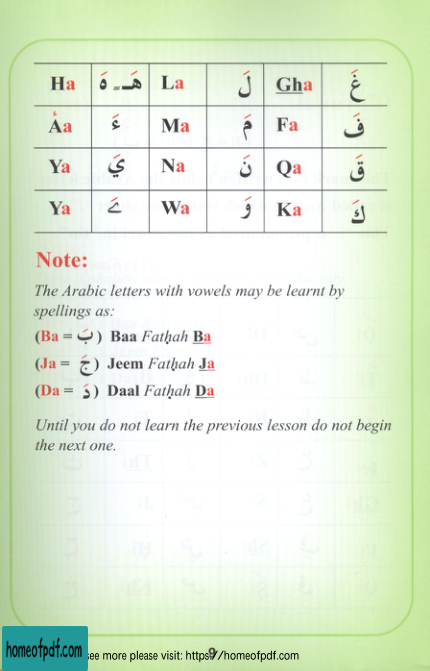 Ha هَـ ـ هَ La لَ Gha غَ
Aa ءَ Ma مَ Fa فَ
Ya يَ Na نَ Qa قَ
Ya ےَ Wa وَ Ka كَ
Note:
The Arabic letters with vowels may be learnt by
spellings as:
(Ba = بَ ) Baa Fatḥah Ba
(Ja = جَ ) Jeem Fatḥah Ja
(Da = دَ ) Daal Fatḥah Da
Until you do not learn the previous lesson do not begin
the next one.
9
homeofpdf.com
see more please visit: https://homeofpdf.com